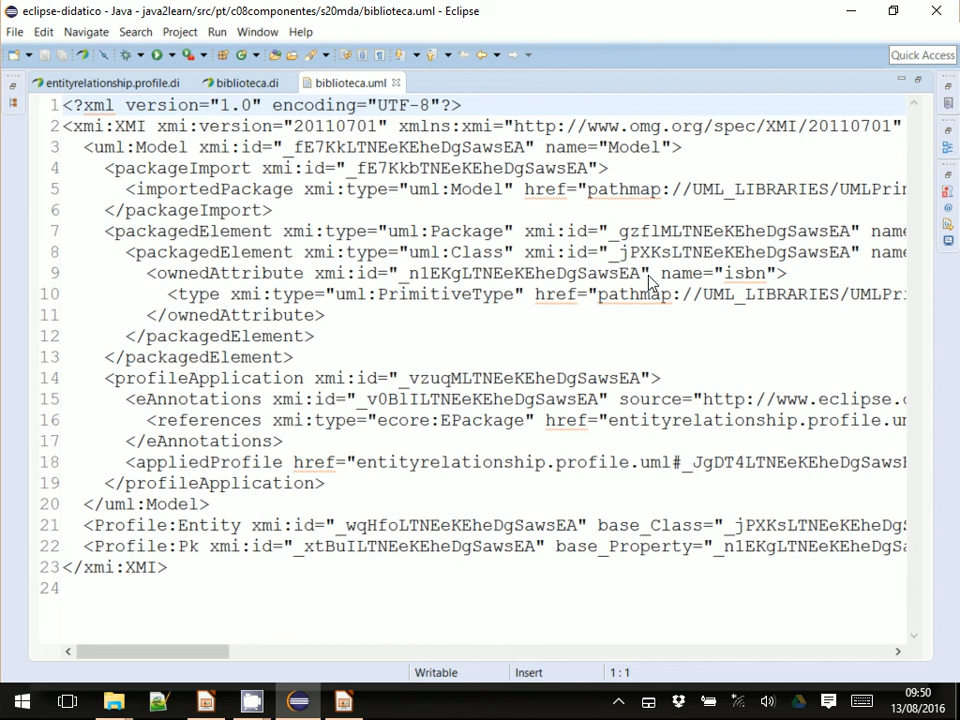 eclipse-didatico - Java - java2learn/src/pt/c08componentes/s20mda/biblioteca.uml - Eclipse
File Edit Navigate Search Project Run Window Help
Quick Access
entityrelationship.profile.di biblioteca.di biblioteca.uml
1 <?xml version="1.0" encoding="UTF-8"?>
2 <xmi:XMI xmi:version="20110701" xmlns:xmi="http://www.omg.org/spec/XMI/20110701"
3 <uml:Model xmi:id="_fE7KkLTNEeKEheDgSawsEA" name="Model">
4 <packageImport xmi:id="_fE7KkbTNEeKEheDgSawsEA">
5 <importedPackage xmi:type="uml:Model" href="pathmap://UML_LIBRARIES/UMLPri
6 </packageImport>
7 <packagedElement xmi:type="uml:Package" xmi:id="_gzflMLTNEeKEheDgSawsEA" name
8 <packagedElement xmi:type="uml:Class" xmi:id="_jPXKsLTNEeKEheDgSawsEA" name
9 <ownedAttribute xmi:id="_n1EKgLTNEeKEheDgSawsEA" name="isbn">
10 <type xmi:type="uml:PrimitiveType" href="pathmap://UML_LIBRARIES/UMLPri
11 </ownedAttribute>
12 </packagedElement>
13 </packagedElement>
14 <profileApplication xmi:id="_vzuqMLTNEeKEheDgSawsEA">
15 <eAnnotations xmi:id="_v0BlILTNEeKEheDgSawsEA" source="http://www.eclipse.o
16 <references xmi:type="ecore:EPackage" href="entityrelationship.profile.um
17 </eAnnotations>
18 <appliedProfile href="entityrelationship.profile.uml#_JgDT4LTNEeKEheDgSawsE
19 </profileApplication>
20 </uml:Model>
21 <Profile:Entity xmi:id="_wqHfoLTNEeKEheDgSawsEA" base_Class="_jPXKsLTNEeKEheDgS
22 <Profile:Pk xmi:id="_xtBuILTNEeKEheDgSawsEA" base_Property="_n1EKgLTNEeKEheDgSa
23 </xmi:XMI>
24
Writable Insert 1 : 1
09:50
13/08/2016